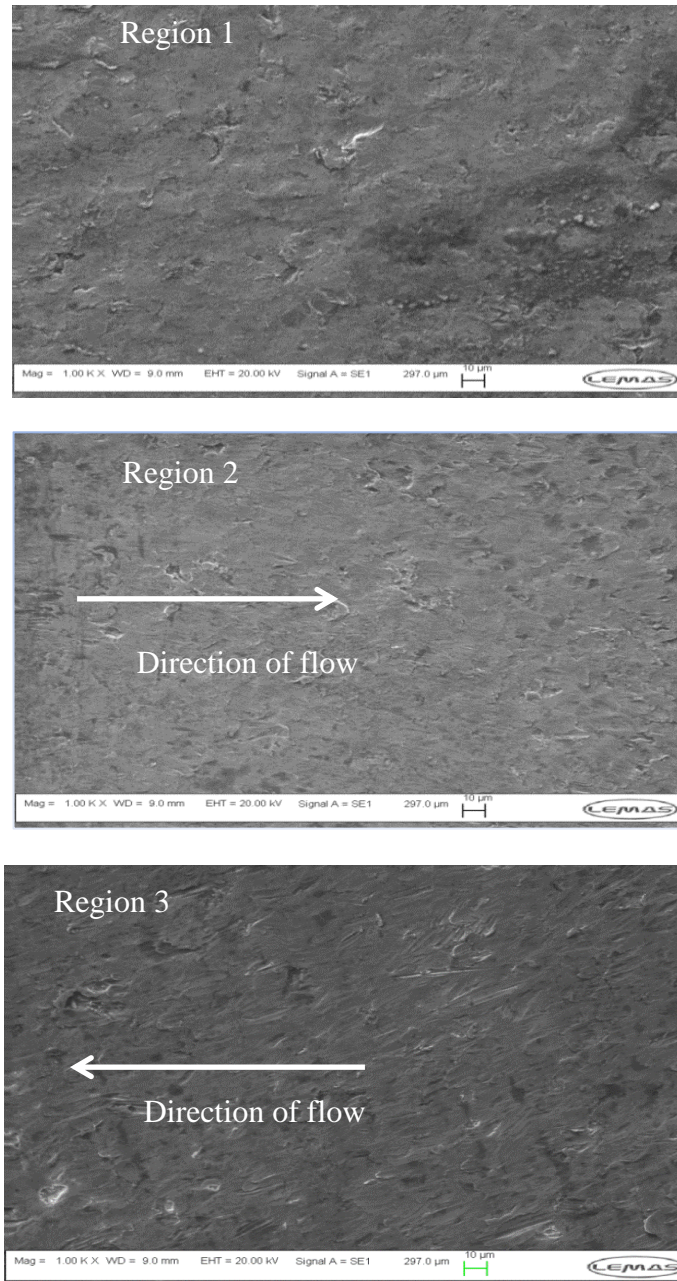 Region 1
Mag = 1.00 K X WD = 9.0 mm EHT = 20.00 kV Signal A = SE1 297.0 µm 10 µm LEMAS
Region 2
Direction of flow
Mag = 1.00 K X WD = 9.0 mm EHT = 20.00 kV Signal A = SE1 297.0 µm 10 µm LEMAS
Region 3
Direction of flow
Mag = 1.00 K X WD = 9.0 mm EHT = 20.00 kV Signal A = SE1 297.0 µm 10 µm LEMAS